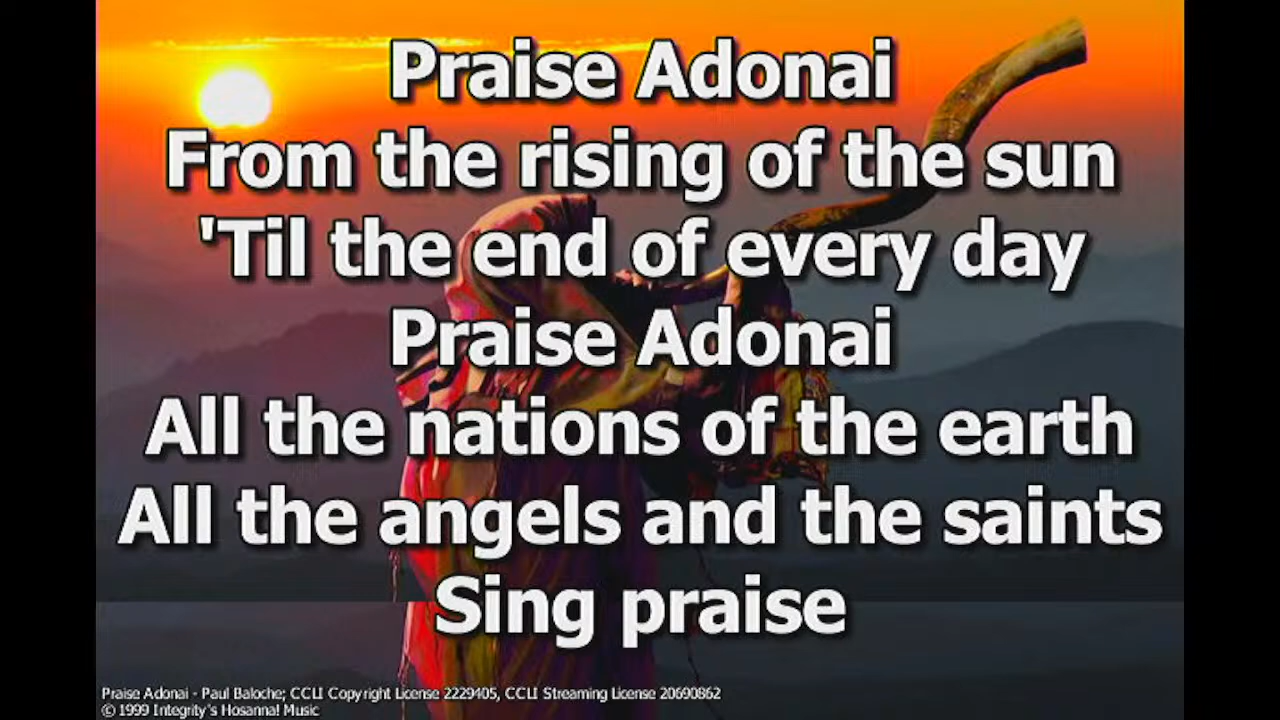 Praise Adonai
From the rising of the sun
'Til the end of every day
Praise Adonai
All the nations of the earth
All the angels and the saints
Sing praise
Praise Adonai - Paul Baloche; CCLI Copyright License 2229405, CCLI Streaming License 20690862
© 1999 Integrity's Hosanna! Music